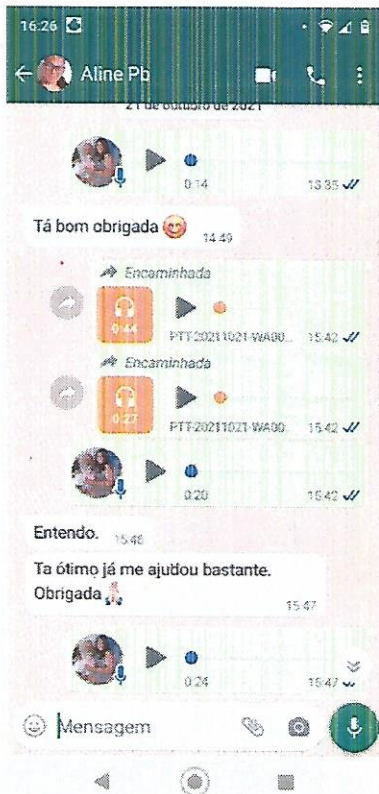 16:26
Aline Pb
21 de outubro de 2021
0:14 13:35
Tá bom obrigada
14:49
Encaminhada
0:44
PTT-20211021-WA00... 15:42
Encaminhada
0:27
PTT-20211021-WA00... 15:42
0:20 15:42
Entendo. 15:46
Ta ótimo já me ajudou bastante.
Obrigada
15:47
0:24 15:47
Mensagem